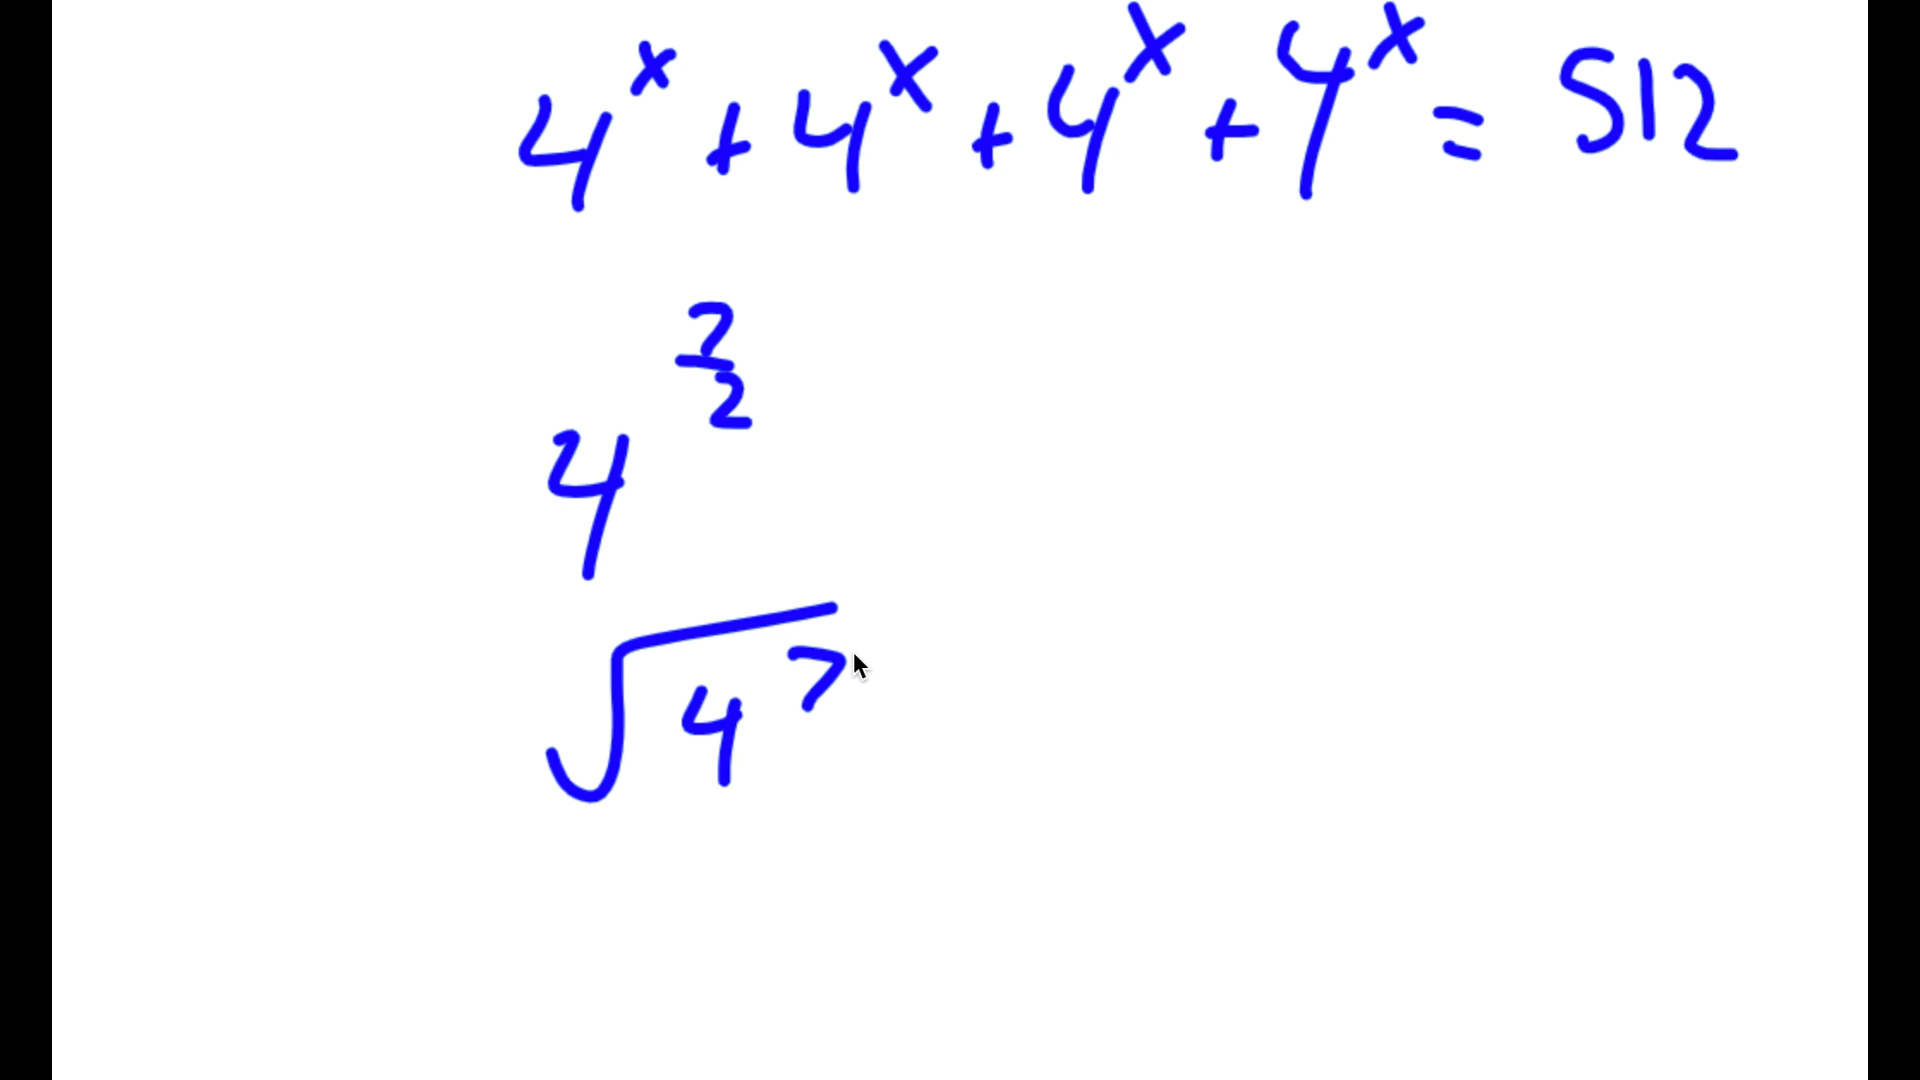 4^x + 4^x + 4^x + 4^x = 512
4^(7/2)
√(4^7)